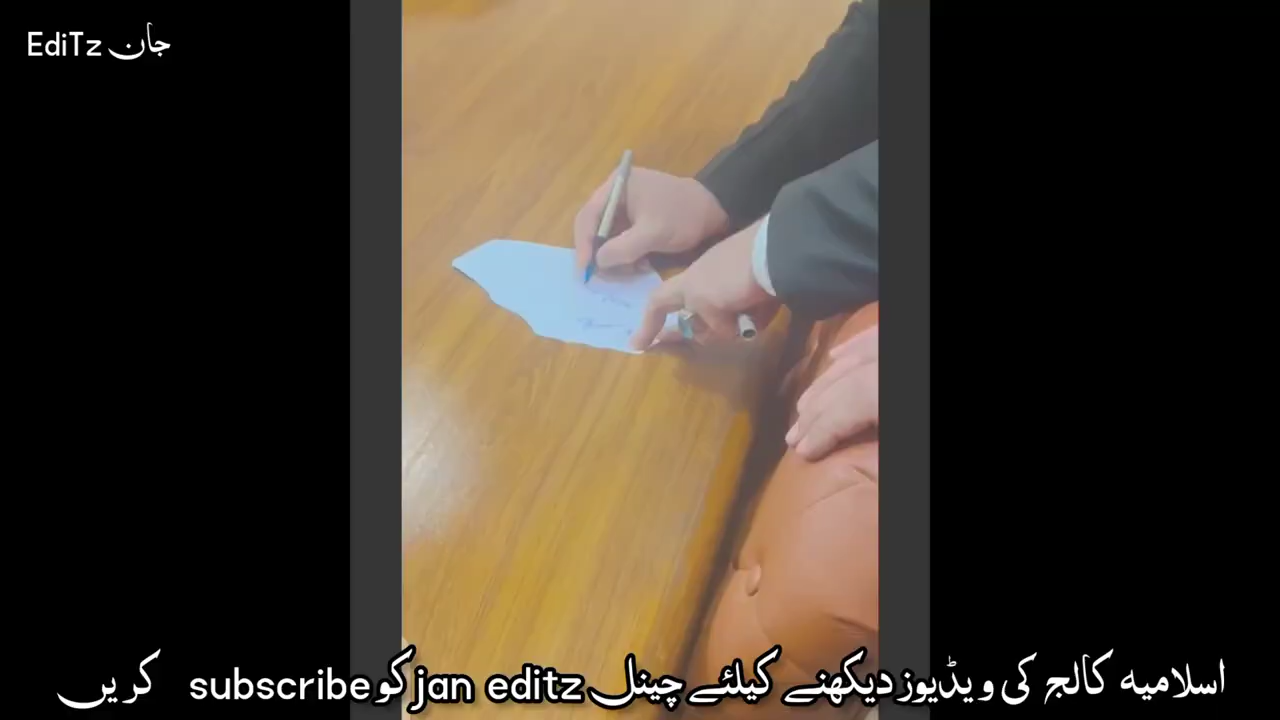 جان EdiTz
اسلامیہ کالج کی ویڈیوز دیکھنے کیلئے چینل jan editz کو subscribe کریں